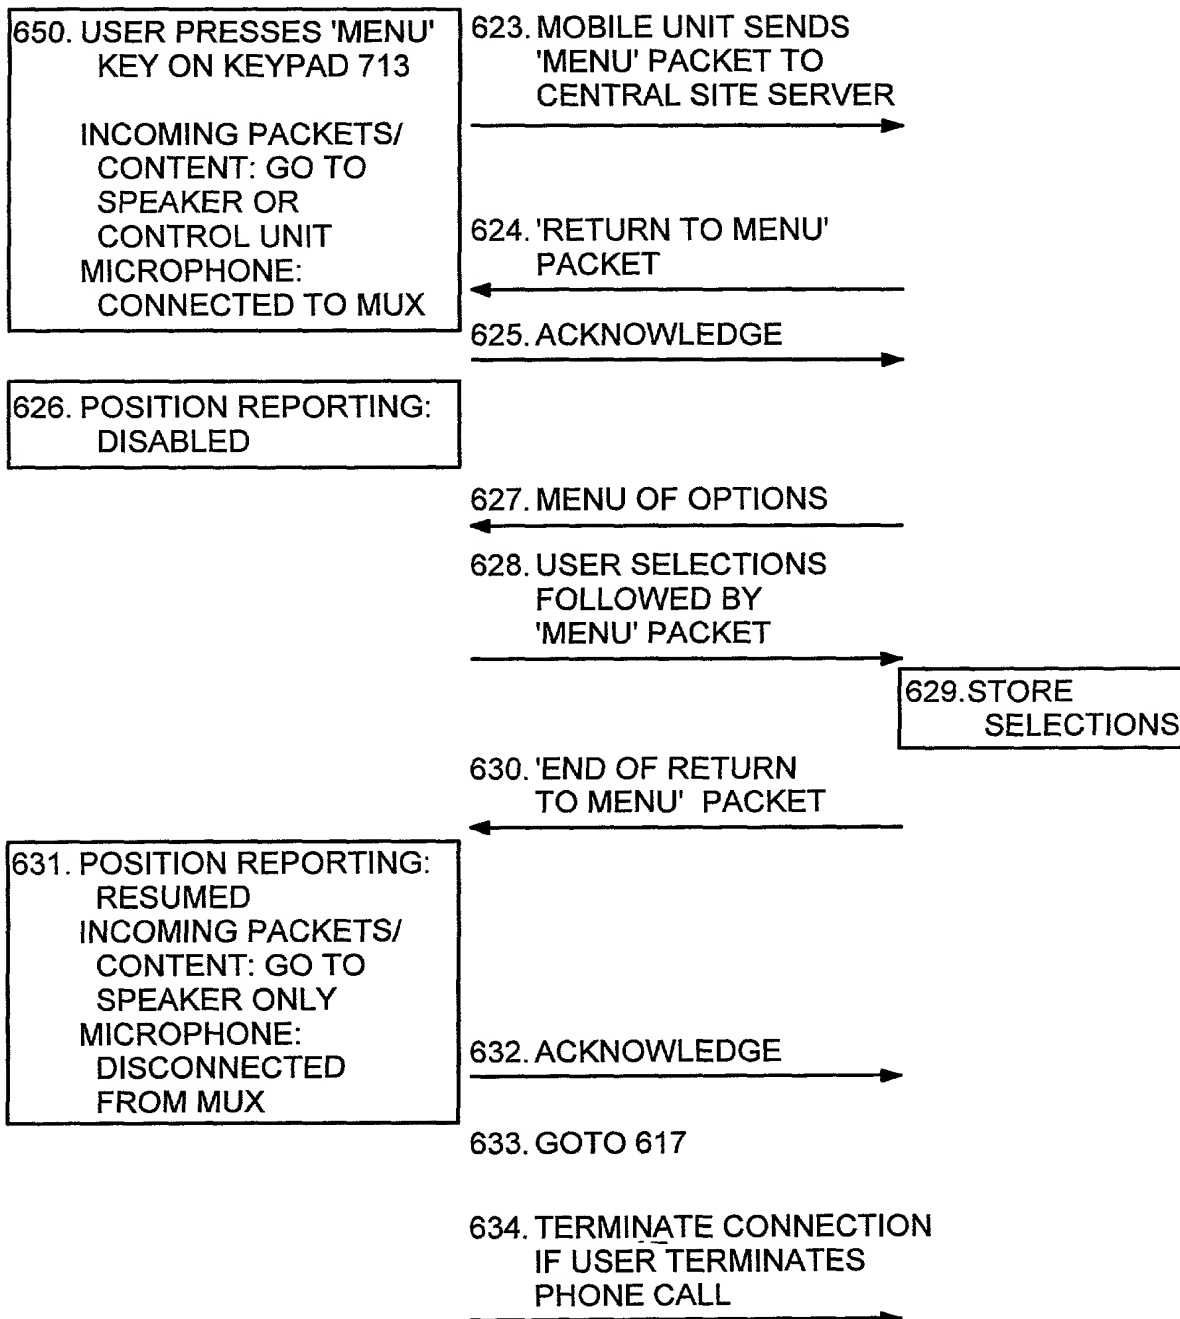 650. USER PRESSES 'MENU'
KEY ON KEYPAD 713
INCOMING PACKETS/
CONTENT: GO TO
SPEAKER OR
CONTROL UNIT
MICROPHONE:
CONNECTED TO MUX
623. MOBILE UNIT SENDS
'MENU' PACKET TO
CENTRAL SITE SERVER
624. 'RETURN TO MENU'
PACKET
625. ACKNOWLEDGE
626. POSITION REPORTING:
DISABLED
627. MENU OF OPTIONS
628. USER SELECTIONS
FOLLOWED BY
'MENU' PACKET
629. STORE
SELECTIONS
630. 'END OF RETURN
TO MENU' PACKET
631. POSITION REPORTING:
RESUMED
INCOMING PACKETS/
CONTENT: GO TO
SPEAKER ONLY
MICROPHONE:
DISCONNECTED
FROM MUX
632. ACKNOWLEDGE
633. GOTO 617
634. TERMINATE CONNECTION
IF USER TERMINATES
PHONE CALL